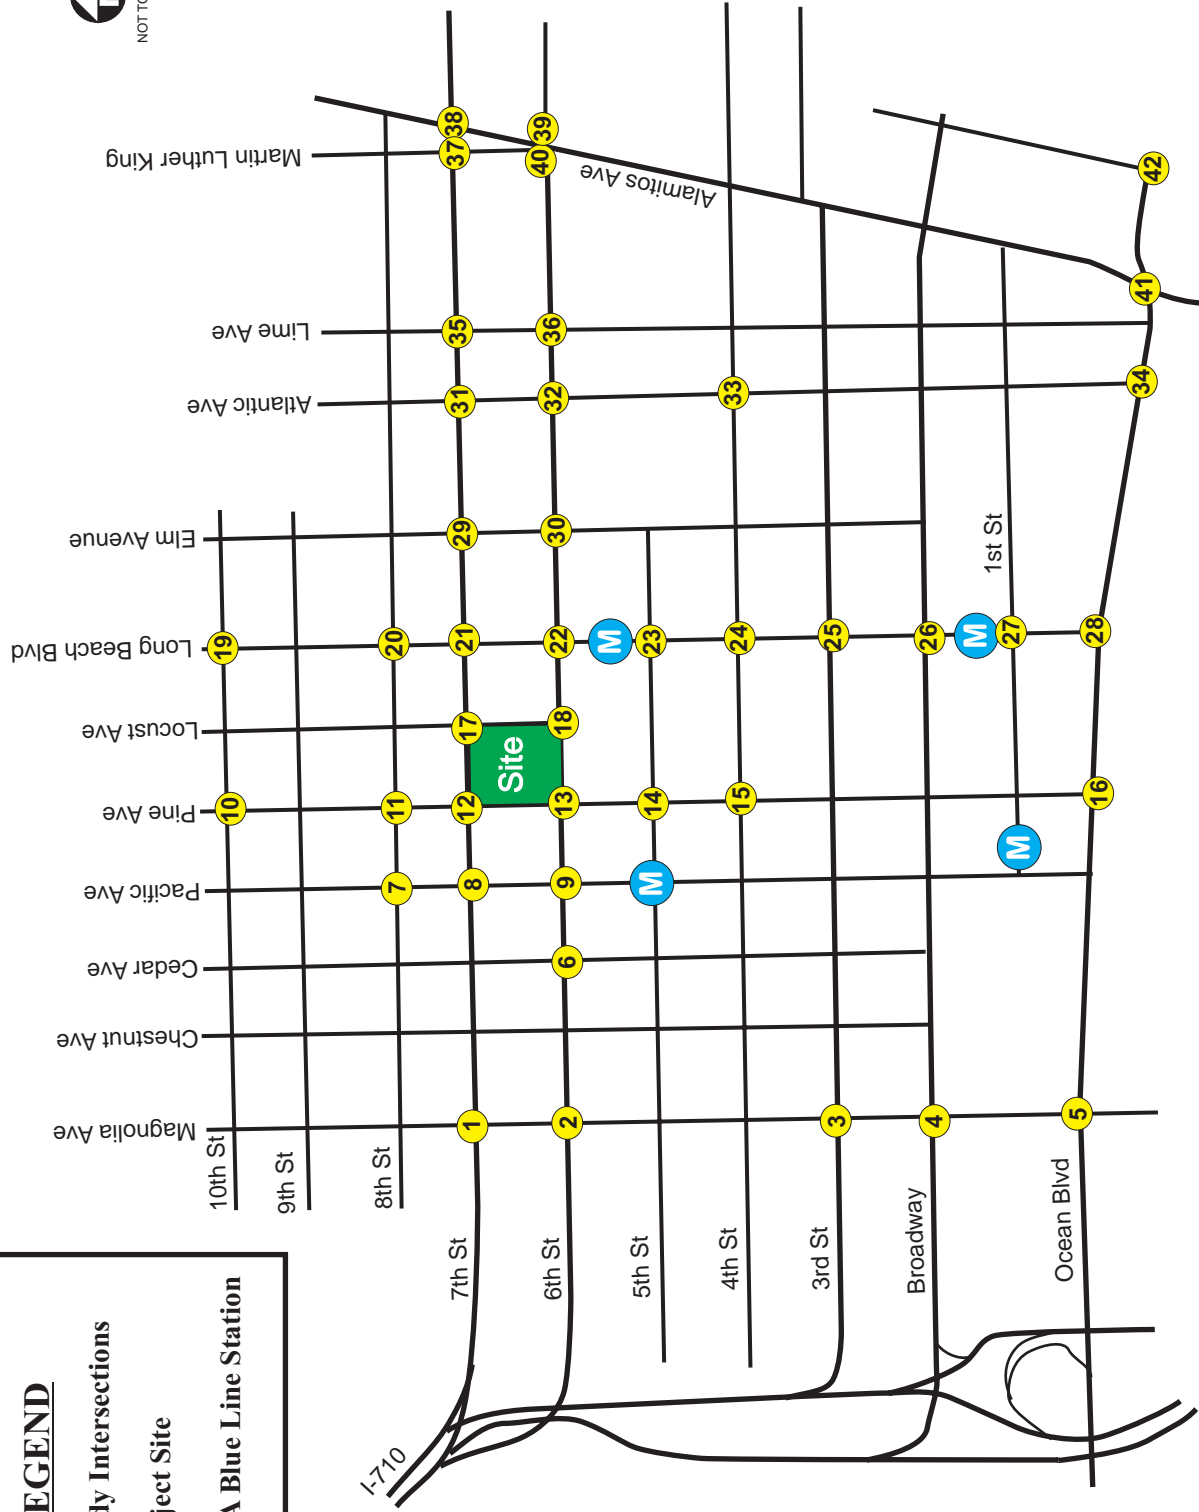 NOT TO
Martin Luther King
Alamitos Ave
Lime Ave
Atlantic Ave
Elm Avenue
Long Beach Blvd
Locust Ave
Pine Ave
Pacific Ave
Cedar Ave
Chestnut Ave
Magnolia Ave
10th St
9th St
8th St
7th St
6th St
5th St
4th St
3rd St
Broadway
1st St
Ocean Blvd
I-710
Site
M
M
M
M
1
2
3
4
5
6
7
8
9
10
11
12
13
14
15
16
17
18
19
20
21
22
23
24
25
26
27
28
29
30
31
32
33
34
35
36
37
38
39
40
41
42
EGEND
dy Intersections
ject Site
A Blue Line Station